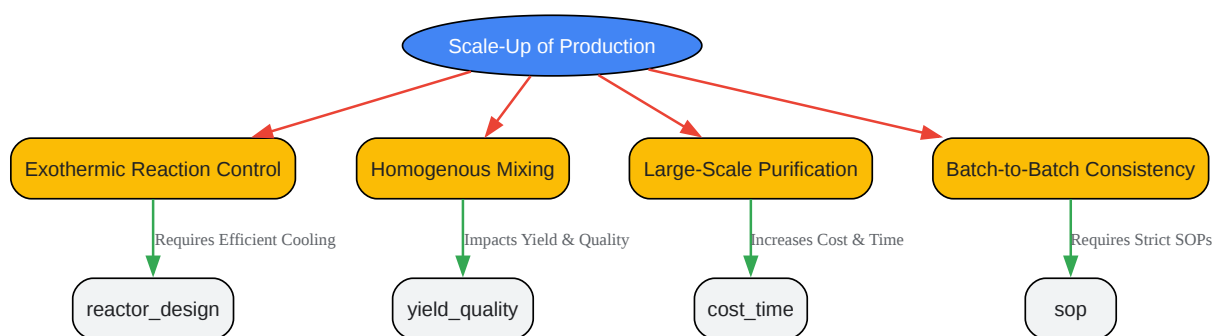 Scale-Up of Production
Exothermic Reaction Control
Homogenous Mixing
Large-Scale Purification
Batch-to-Batch Consistency
Requires Efficient Cooling
Impacts Yield & Quality
Increases Cost & Time
Requires Strict SOPs
reactor_design
yield_quality
cost_time
sop